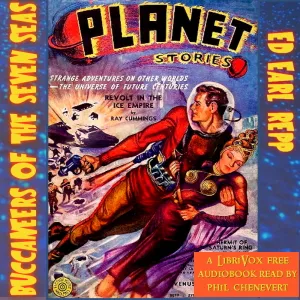 BUCCANEERS OF THE SEVEN SEAS
PLANET
STORIES
STRANGE ADVENTURES ON OTHER WORLDS
—THE UNIVERSE OF FUTURE CENTURIES
REVOLT IN THE
ICE EMPIRE
by
RAY CUMMINGS
HERMIT OF
SATURN'S RING
ED EARL REPP
A LIBRIVOX FREE
AUDIOBOOK READ BY
PHIL CHENEVERT